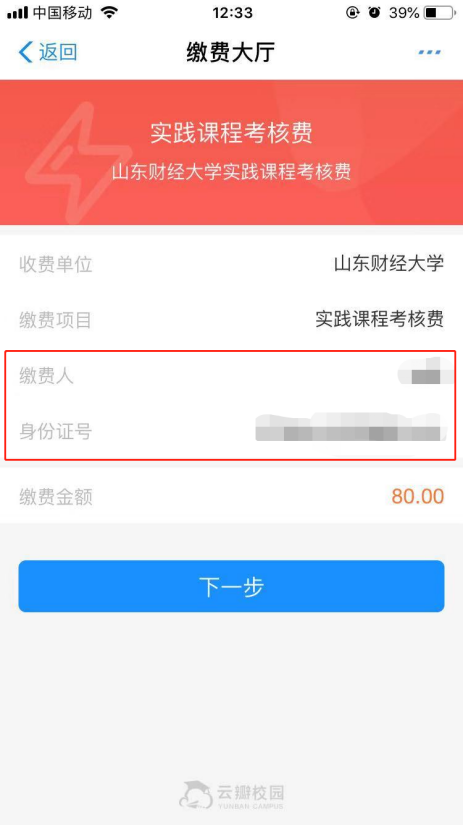 中国移动 12:33 39%
返回 缴费大厅
实践课程考核费
山东财经大学实践课程考核费
收费单位 山东财经大学
缴费项目 实践课程考核费
缴费人
身份证号
缴费金额 80.00
下一步
云瓣校园
YUNBAN CAMPUS